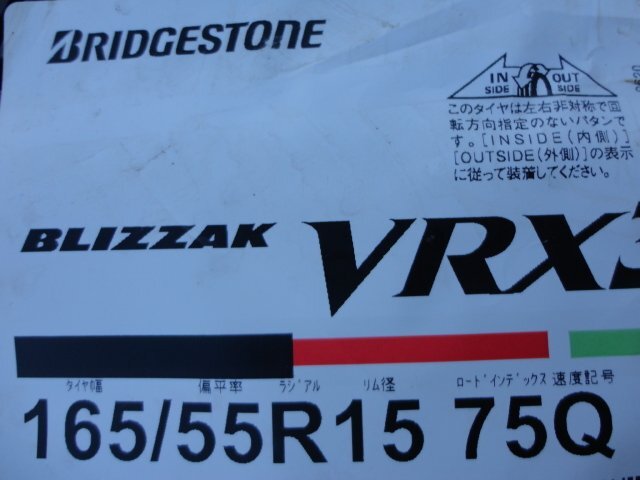 BRIDGESTONE
IN SIDE OUT SIDE
このタイヤは左右非対称で回
転方向指定のないパタンで
す。[INSIDE(内側)]
[OUTSIDE(外側)]の表示
に従って装着してください。
BLIZZAK VRX3
タイヤ幅 偏平率 ラジアル リム径 ロードインデックス 速度記号
165/55R15 75Q